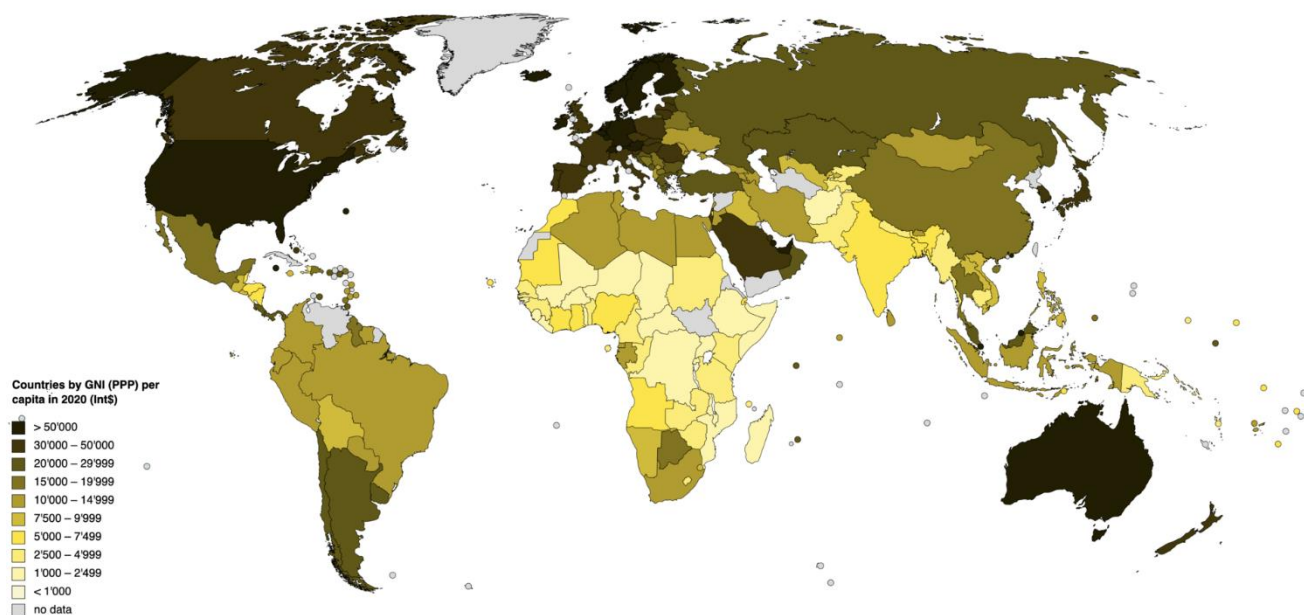 Countries by GNI (PPP) per
capita in 2020 (Int$)
> 50'000
30'000 – 50'000
20'000 – 29'999
15'000 – 19'999
10'000 – 14'999
7'500 – 9'999
5'000 – 7'499
2'500 – 4'999
1'000 – 2'499
< 1'000
no data